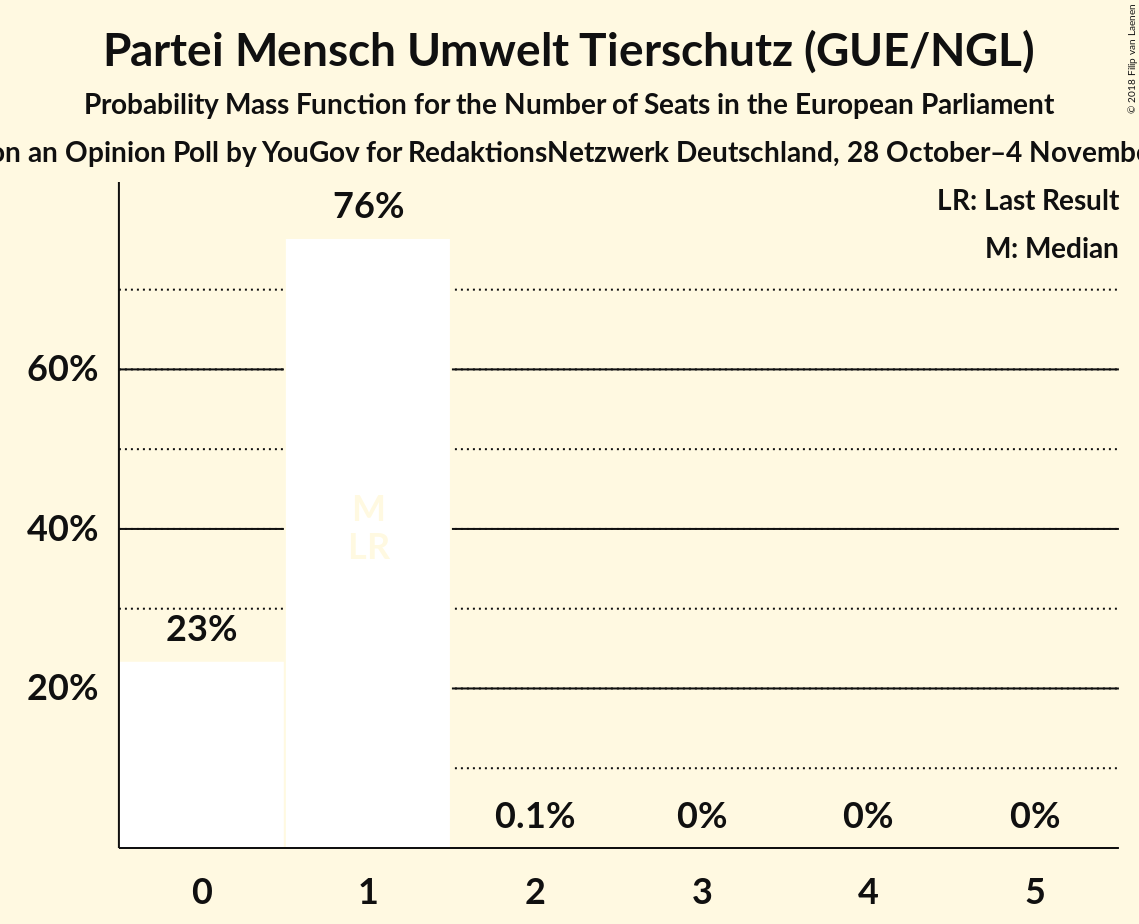 Partei Mensch Umwelt Tierschutz (GUE/NGL)
Probability Mass Function for the Number of Seats in the European Parliament
on an Opinion Poll by YouGov for RedaktionsNetzwerk Deutschland, 28 October–4 Novembe
© 2018 Filip van Laenen
LR: Last Result
M: Median
76%
60%
M
40%
LR
23%
20%
0.1%
0%
0%
0%
0 1 2 3 4 5